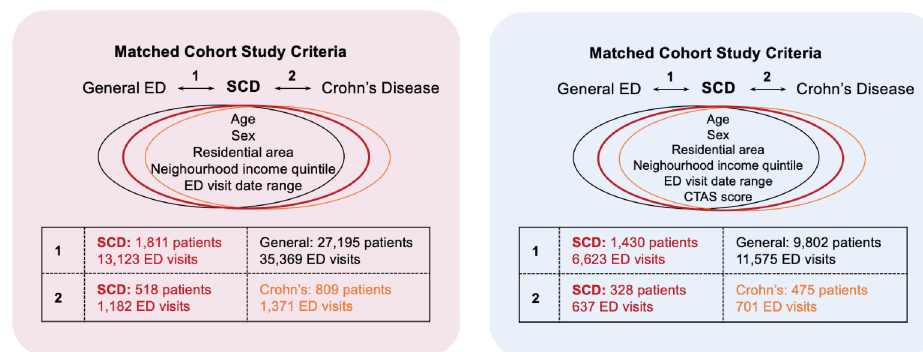 Matched Cohort Study Criteria
1 2
General ED SCD Crohn's Disease
Age
Sex
Residential area
Neighourhood income quintile
ED visit date range
1 SCD: 1,811 patients General: 27,195 patients
13,123 ED visits 35,369 ED visits
2 SCD: 518 patients Crohn's: 809 patients
1,182 ED visits 1,371 ED visits
Matched Cohort Study Criteria
1 2
General ED SCD Crohn's Disease
Age
Sex
Residential area
Neighourhood income quintile
ED visit date range
CTAS score
1 SCD: 1,430 patients General: 9,802 patients
6,623 ED visits 11,575 ED visits
2 SCD: 328 patients Crohn's: 475 patients
637 ED visits 701 ED visits